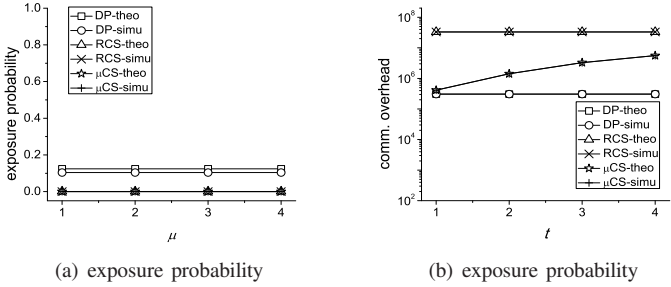 exposure probability
1.0
0.8
0.6
0.4
0.2
0.0
DP-theo
DP-simu
RCS-theo
RCS-simu
μCS-theo
μCS-simu
1 2 3 4
μ
(a) exposure probability
comm. overhead
10^8
10^6
10^4
10^2
DP-theo
DP-simu
RCS-theo
RCS-simu
μCS-theo
μCS-simu
1 2 3 4
t
(b) exposure probability